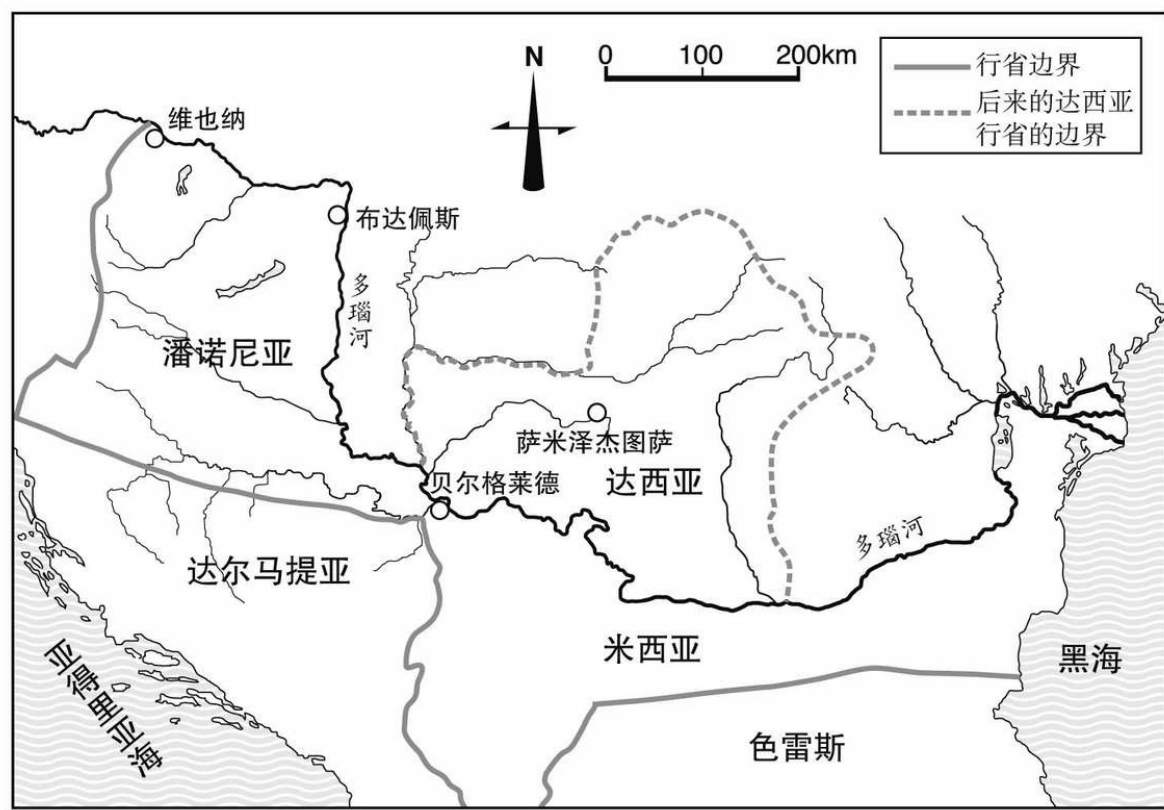 N
0 100 200km
行省边界
后来的达西亚
行省的边界
维也纳
布达佩斯
多瑙河
潘诺尼亚
萨米泽杰图萨
贝尔格莱德
达西亚
多瑙河
达尔马提亚
米西亚
黑海
亚得里亚海
色雷斯